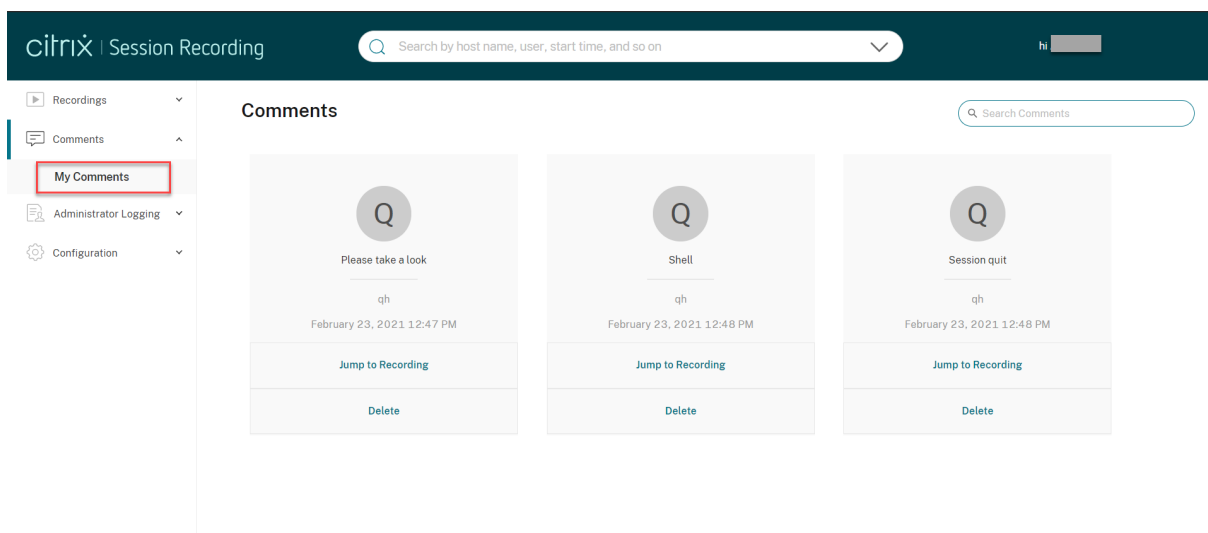 citrix | Session Recording
Search by host name, user, start time, and so on
hi
Recordings
Comments
My Comments
Administrator Logging
Configuration
Comments
Search Comments
Q
Please take a look
qh
February 23, 2021 12:47 PM
Jump to Recording
Delete
Q
Shell
qh
February 23, 2021 12:48 PM
Jump to Recording
Delete
Q
Session quit
qh
February 23, 2021 12:48 PM
Jump to Recording
Delete